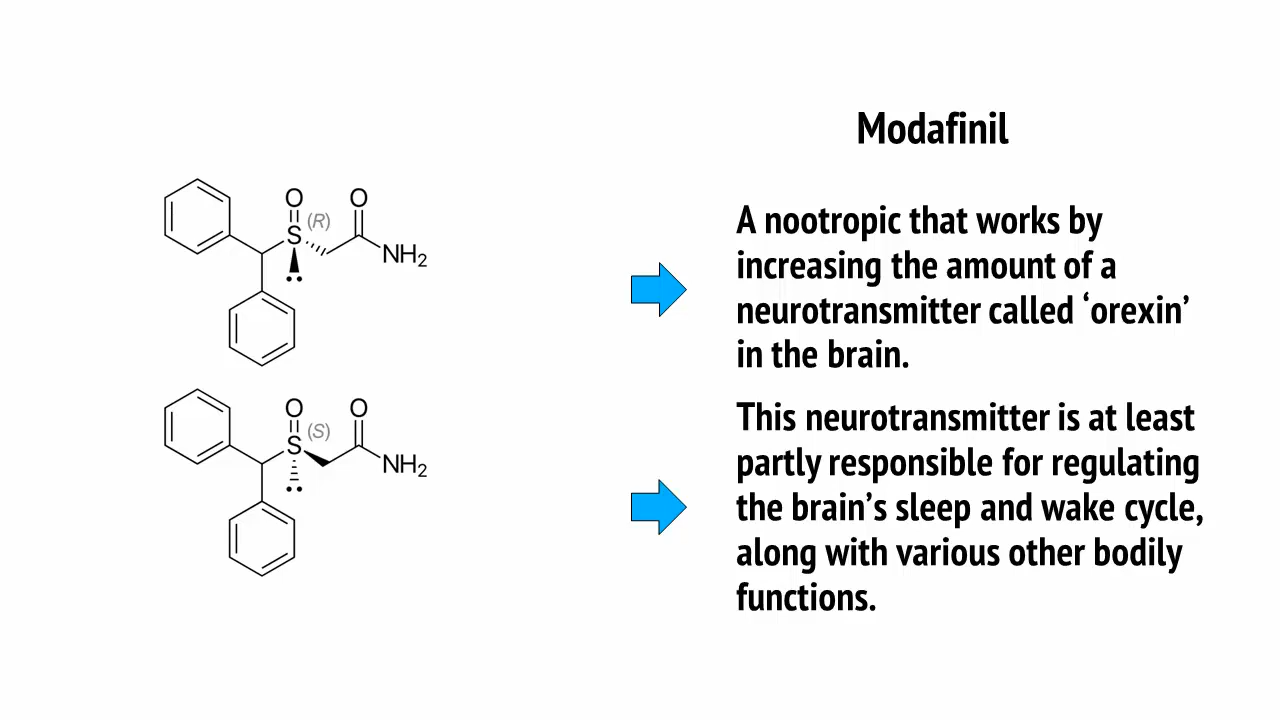 Modafinil
O
O
(R)
S
NH₂
A nootropic that works by
increasing the amount of a
neurotransmitter called ‘orexin’
in the brain.
O
O
(S)
S
NH₂
This neurotransmitter is at least
partly responsible for regulating
the brain’s sleep and wake cycle,
along with various other bodily
functions.